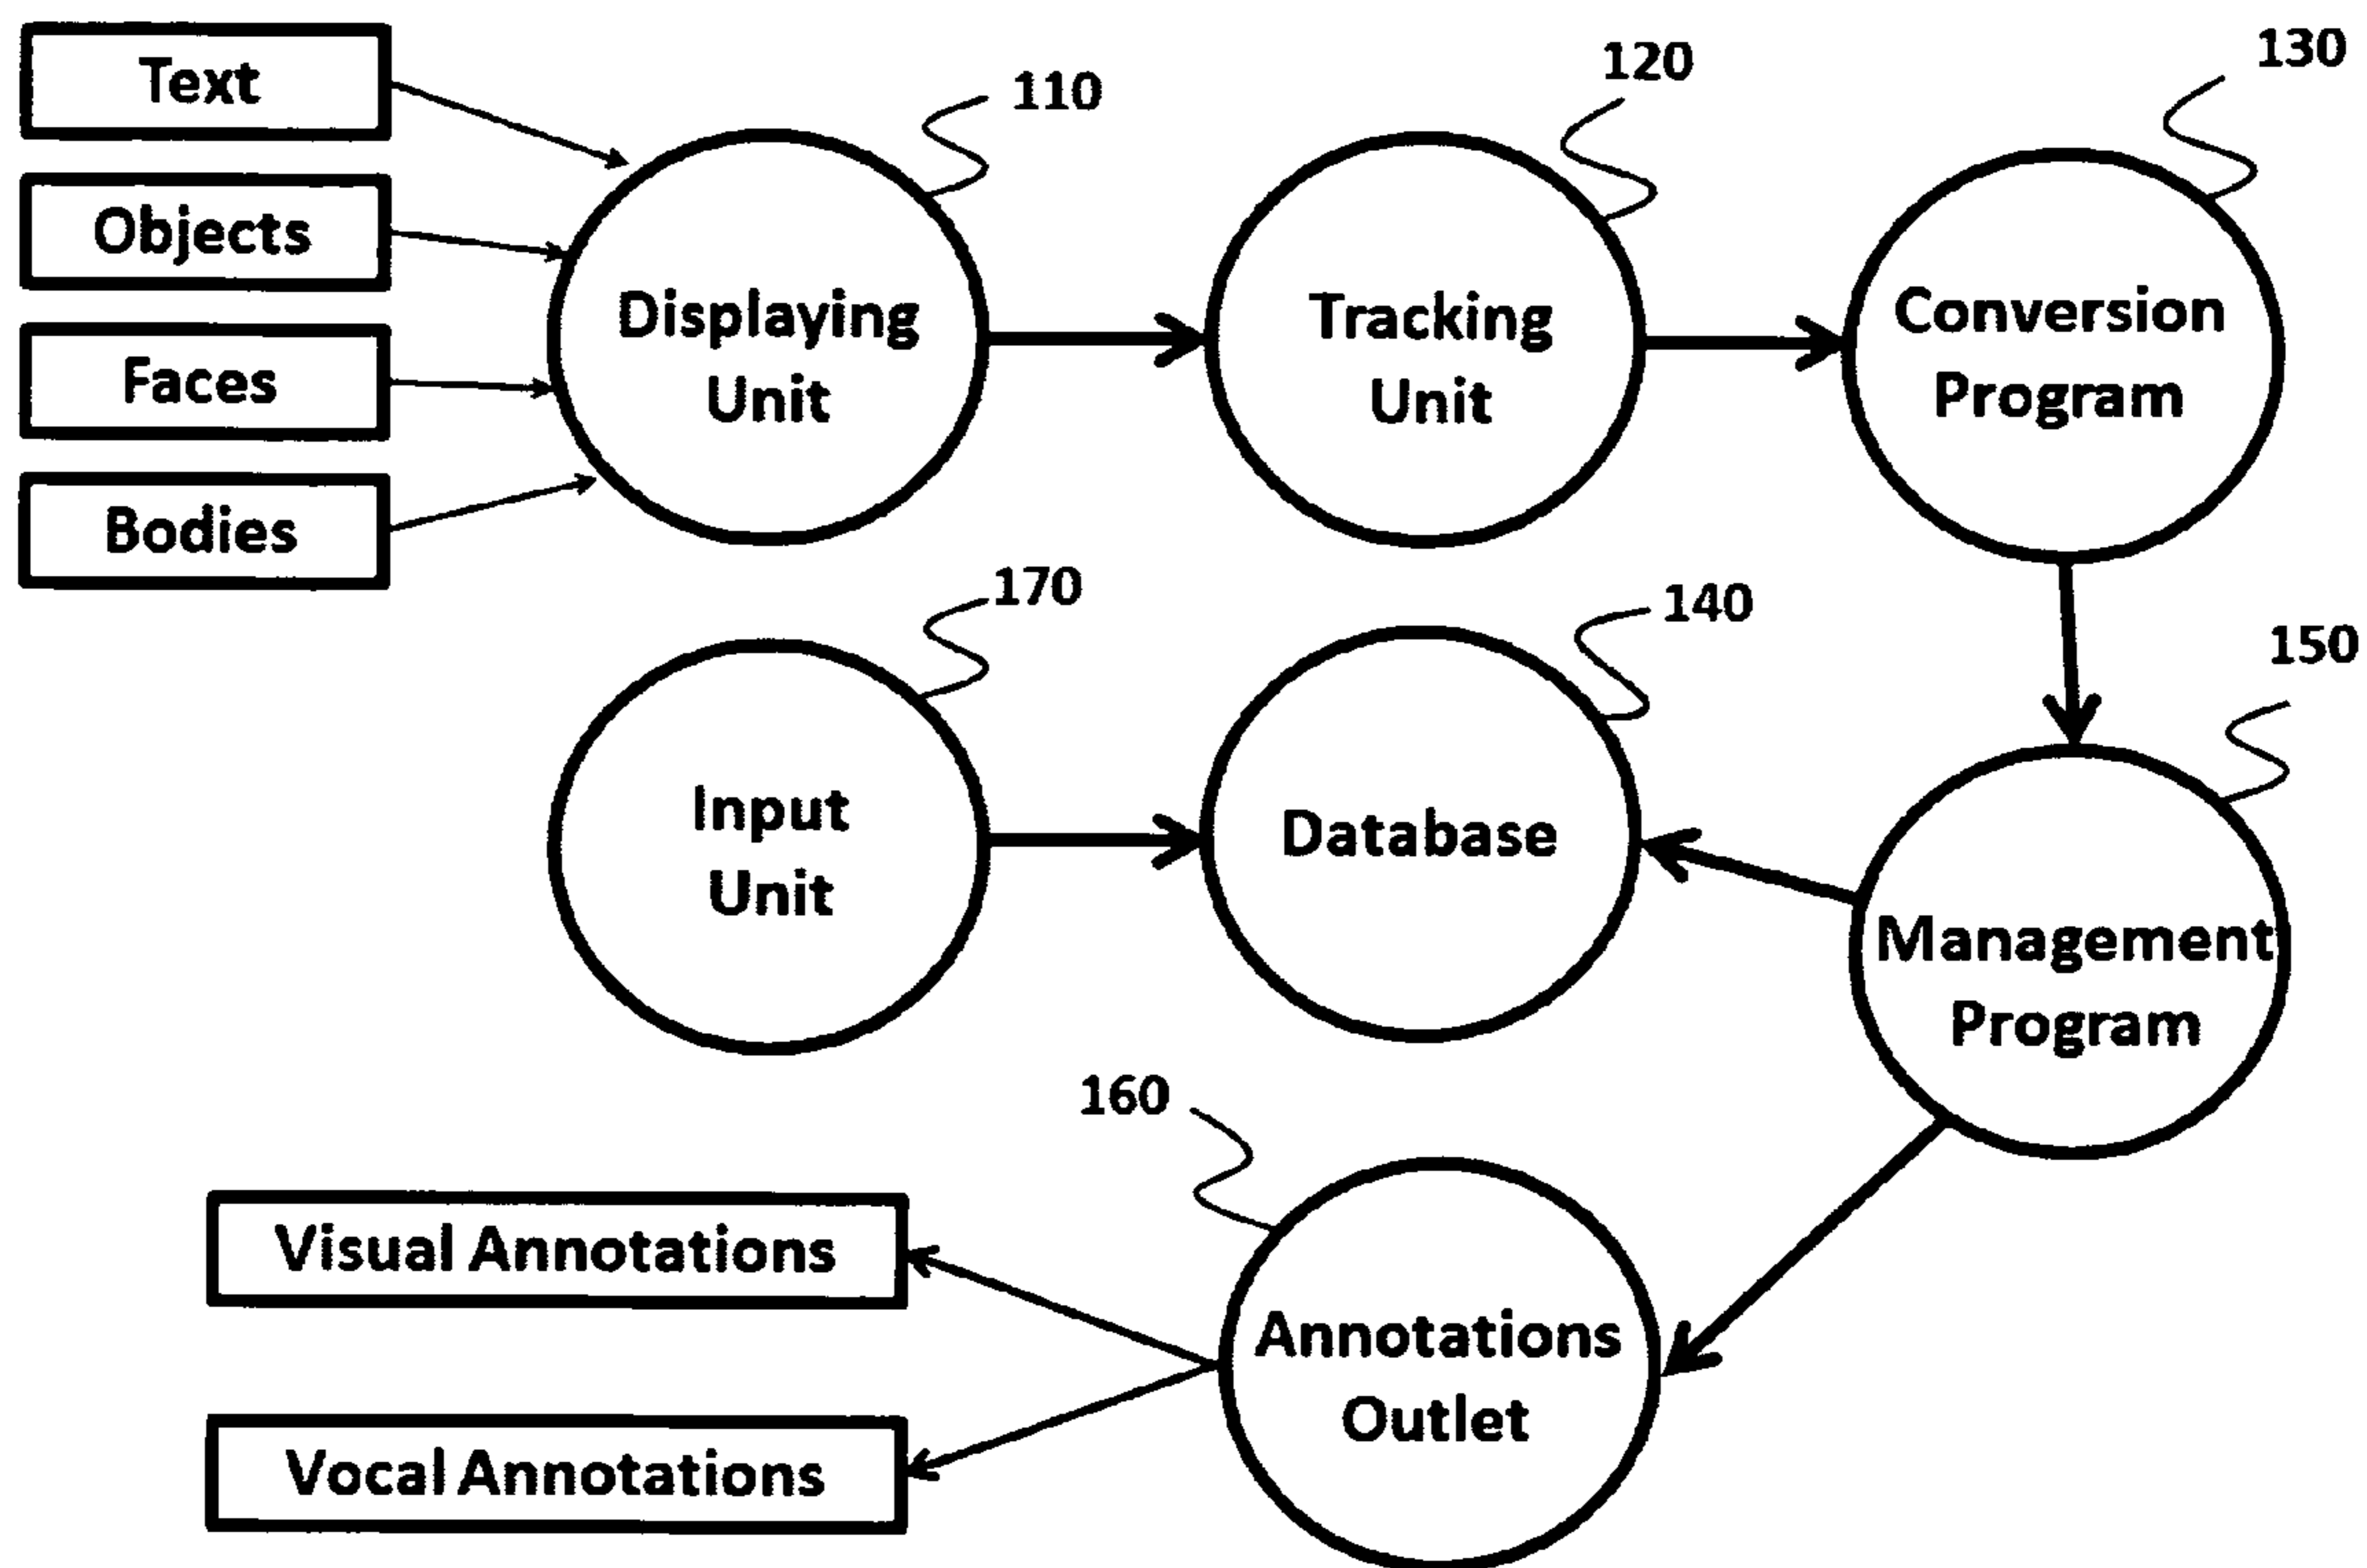 Text
110
120
130
Objects
Displaying
Unit
Tracking
Unit
Conversion
Program
Faces
Bodies
170
140
150
Input
Unit
Database
Management
Program
160
Visual Annotations
Annotations
Outlet
Vocal Annotations